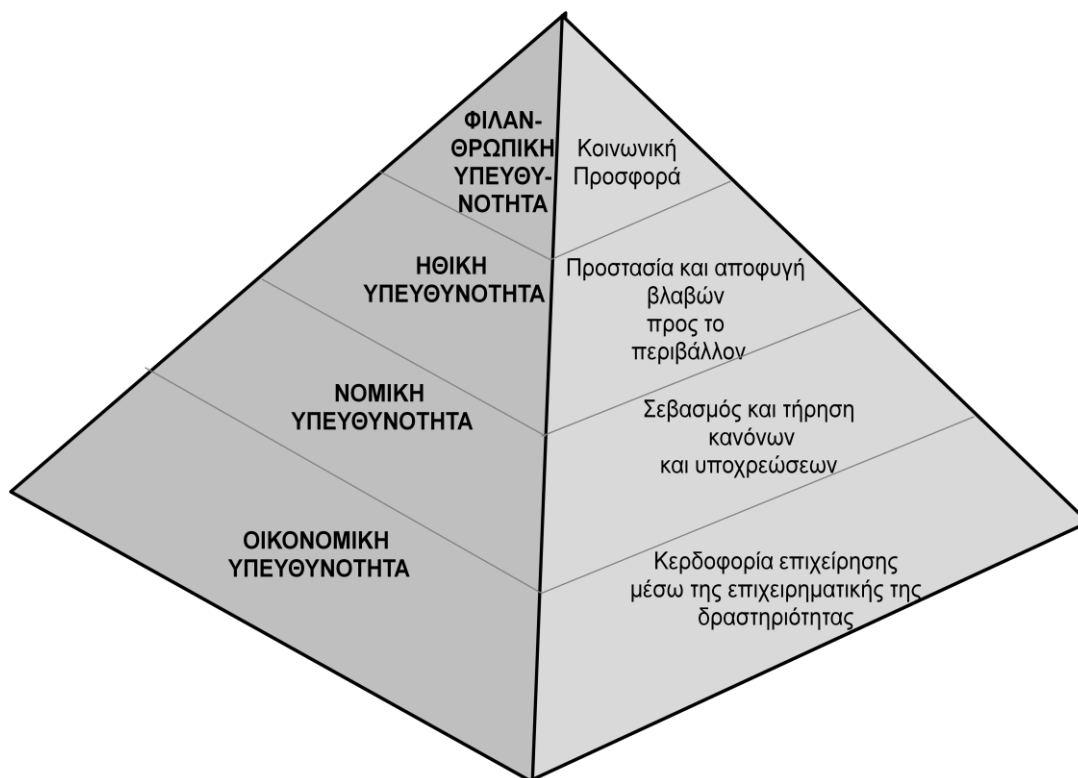 ΦΙΛΑΝ-
ΘΡΩΠΙΚΗ
ΥΠΕΥΘΥ-
ΝΟΤΗΤΑ
Κοινωνική
Προσφορά
ΗΘΙΚΗ
ΥΠΕΥΘΥΝΟΤΗΤΑ
Προστασία και αποφυγή
βλαβών
προς το
περιβάλλον
ΝΟΜΙΚΗ
ΥΠΕΥΘΥΝΟΤΗΤΑ
Σεβασμός και τήρηση
κανόνων
και υποχρεώσεων
ΟΙΚΟΝΟΜΙΚΗ
ΥΠΕΥΘΥΝΟΤΗΤΑ
Κερδοφορία επιχείρησης
μέσω της επιχειρηματικής της
δραστηριότητας